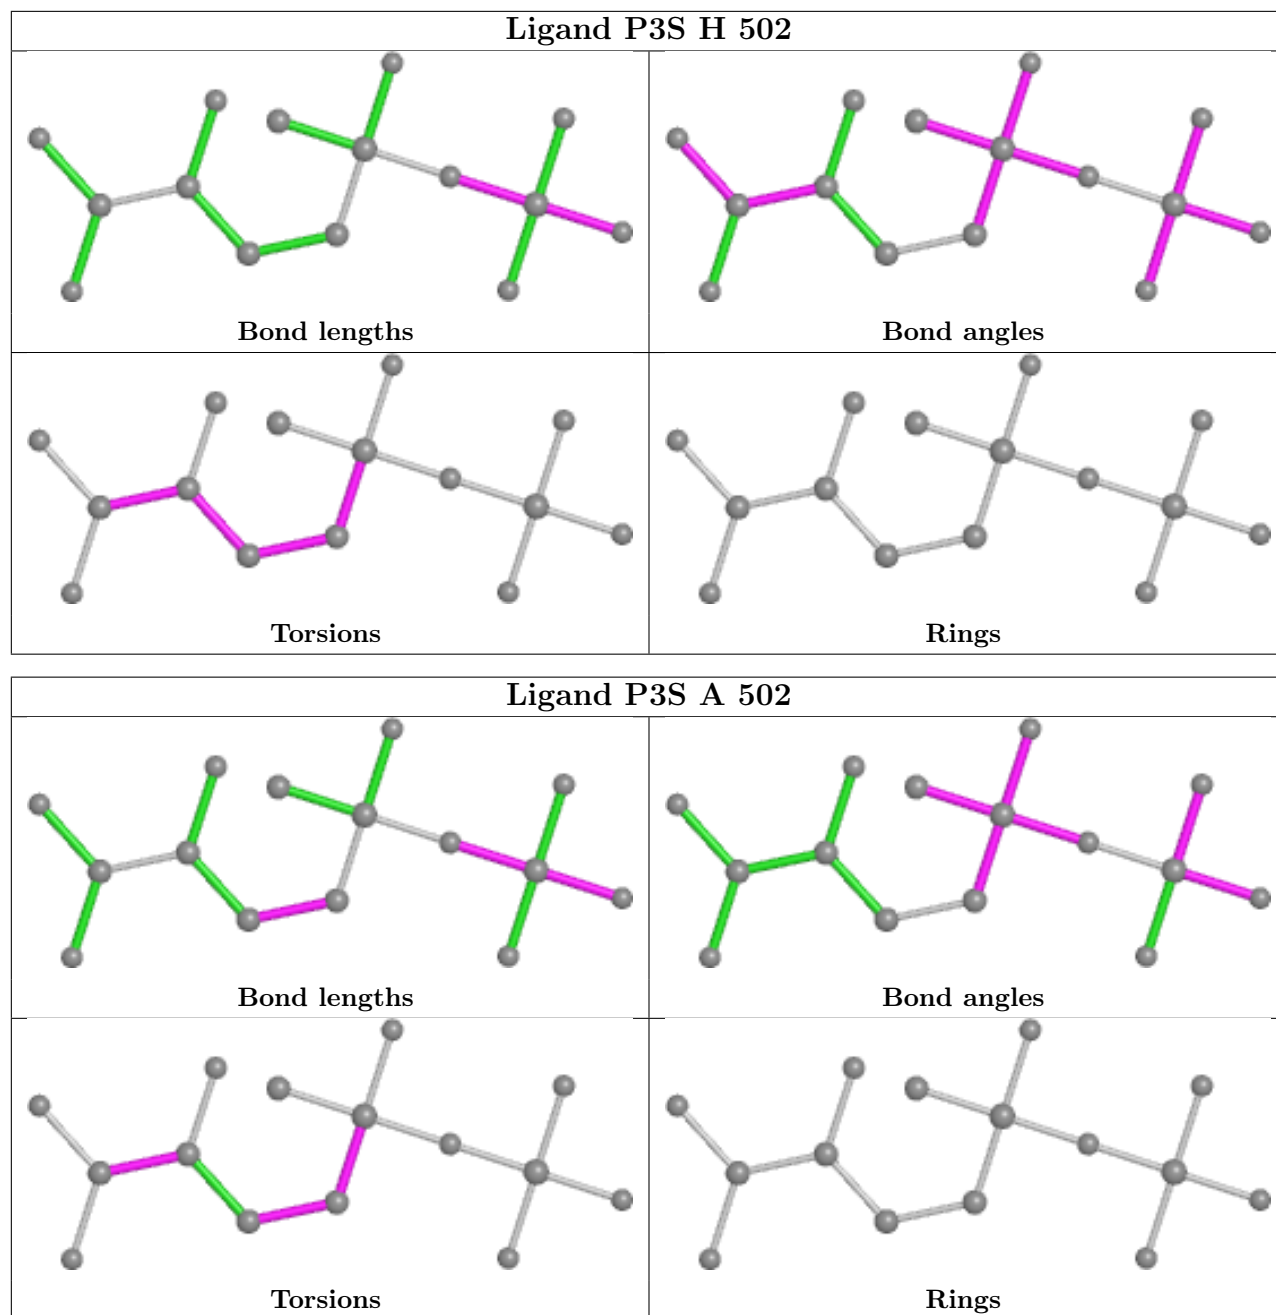 Ligand P3S H 502
Bond lengths
Bond angles
Torsions
Rings
Ligand P3S A 502
Bond lengths
Bond angles
Torsions
Rings